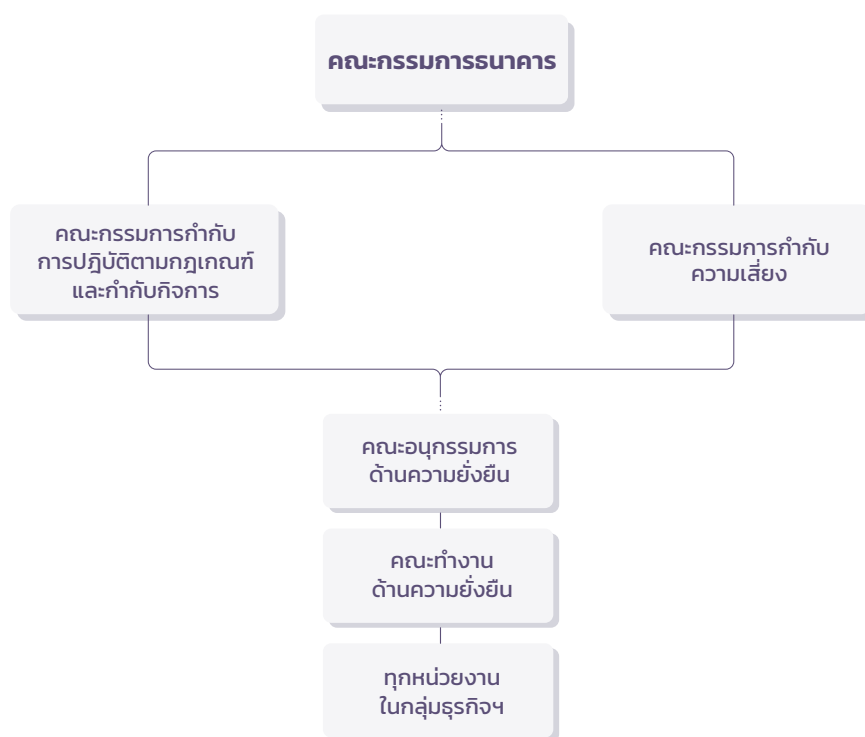 คณะกรรมการธนาคาร
คณะกรรมการกำกับ
การปฎิบัติตามกฎเกณฑ์
และกำกับกิจการ
คณะกรรมการกำกับ
ความเสี่ยง
คณะอนุกรรมการ
ด้านความยั่งยืน
คณะทำงาน
ด้านความยั่งยืน
ทุกหน่วยงาน
ในกลุ่มธุรกิจฯ